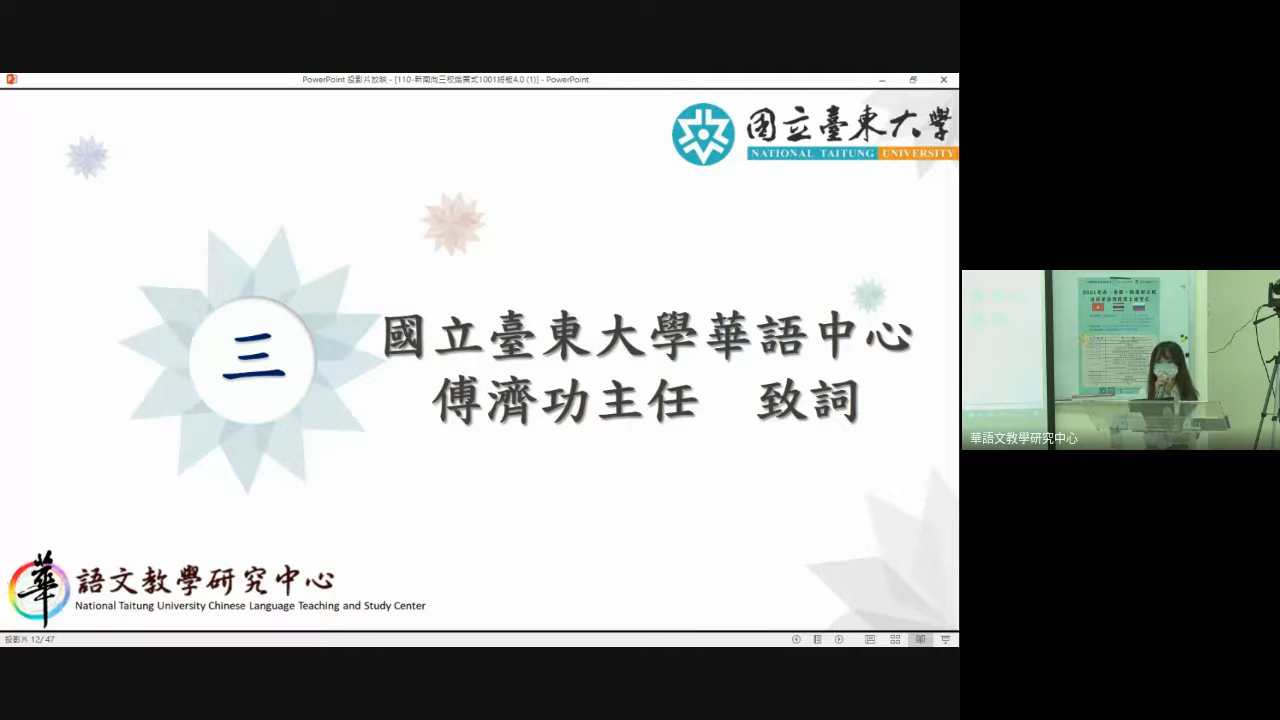 PowerPoint 投影片放映 - [110-新南向三校始業式1001終板4.0 (1)] - PowerPoint
國立臺東大學
NATIONAL TAITUNG UNIVERSITY
三
國立臺東大學華語中心
傅濟功主任 致詞
華語文教學研究中心
National Taitung University Chinese Language Teaching and Study Center
投影片 12/ 47
華語文教學研究中心